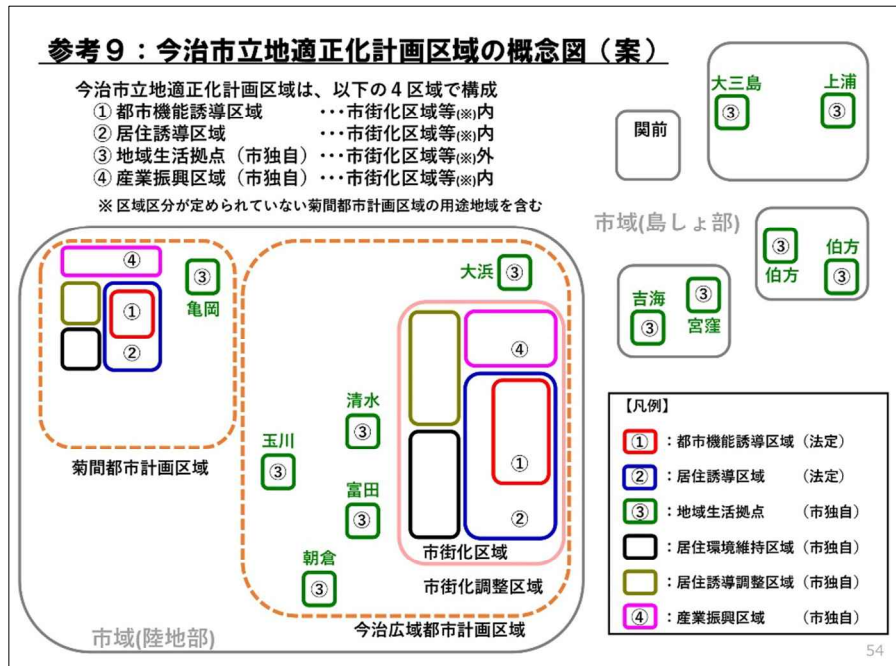 参考９：今治市立地適正化計画区域の概念図（案）
今治市立地適正化計画区域は、以下の４区域で構成
① 都市機能誘導区域 ･･･市街化区域等(※)内
② 居住誘導区域 ･･･市街化区域等(※)内
③ 地域生活拠点（市独自）･･･市街化区域等(※)外
④ 産業振興区域（市独自）･･･市街化区域等(※)内
※ 区域区分が定められていない菊間都市計画区域の用途地域を含む
大三島
③
上浦
③
関前
市域(島しょ部)
③
伯方
伯方
③
吉海
③
③
宮窪
④
③
亀岡
①
②
菊間都市計画区域
大浜
③
④
清水
③
玉川
③
①
富田
③
②
朝倉
③
市街化区域
市街化調整区域
今治広域都市計画区域
市域(陸地部)
【凡例】
① ：都市機能誘導区域（法定）
② ：居住誘導区域 （法定）
③ ：地域生活拠点 （市独自）
：居住環境維持区域（市独自）
：居住誘導調整区域（市独自）
④ ：産業振興区域 （市独自）
54